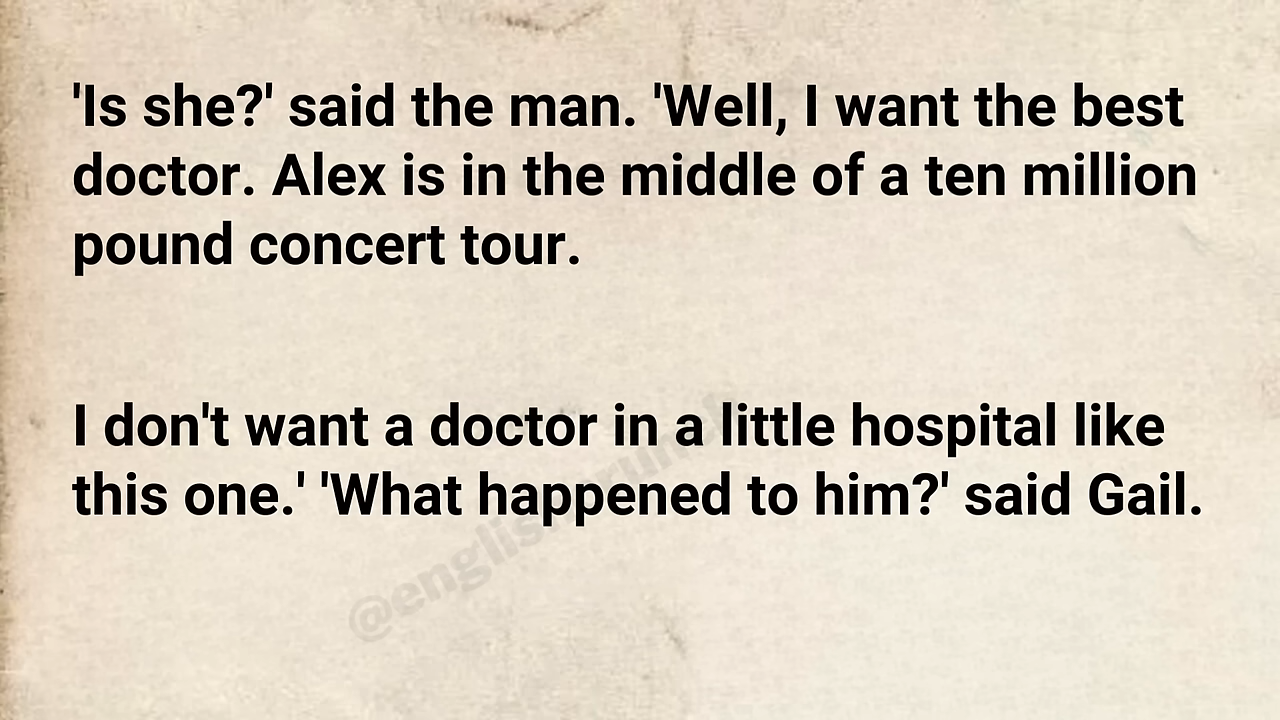 'Is she?' said the man. 'Well, I want the best
doctor. Alex is in the middle of a ten million
pound concert tour.
I don't want a doctor in a little hospital like
this one.' 'What happened to him?' said Gail.